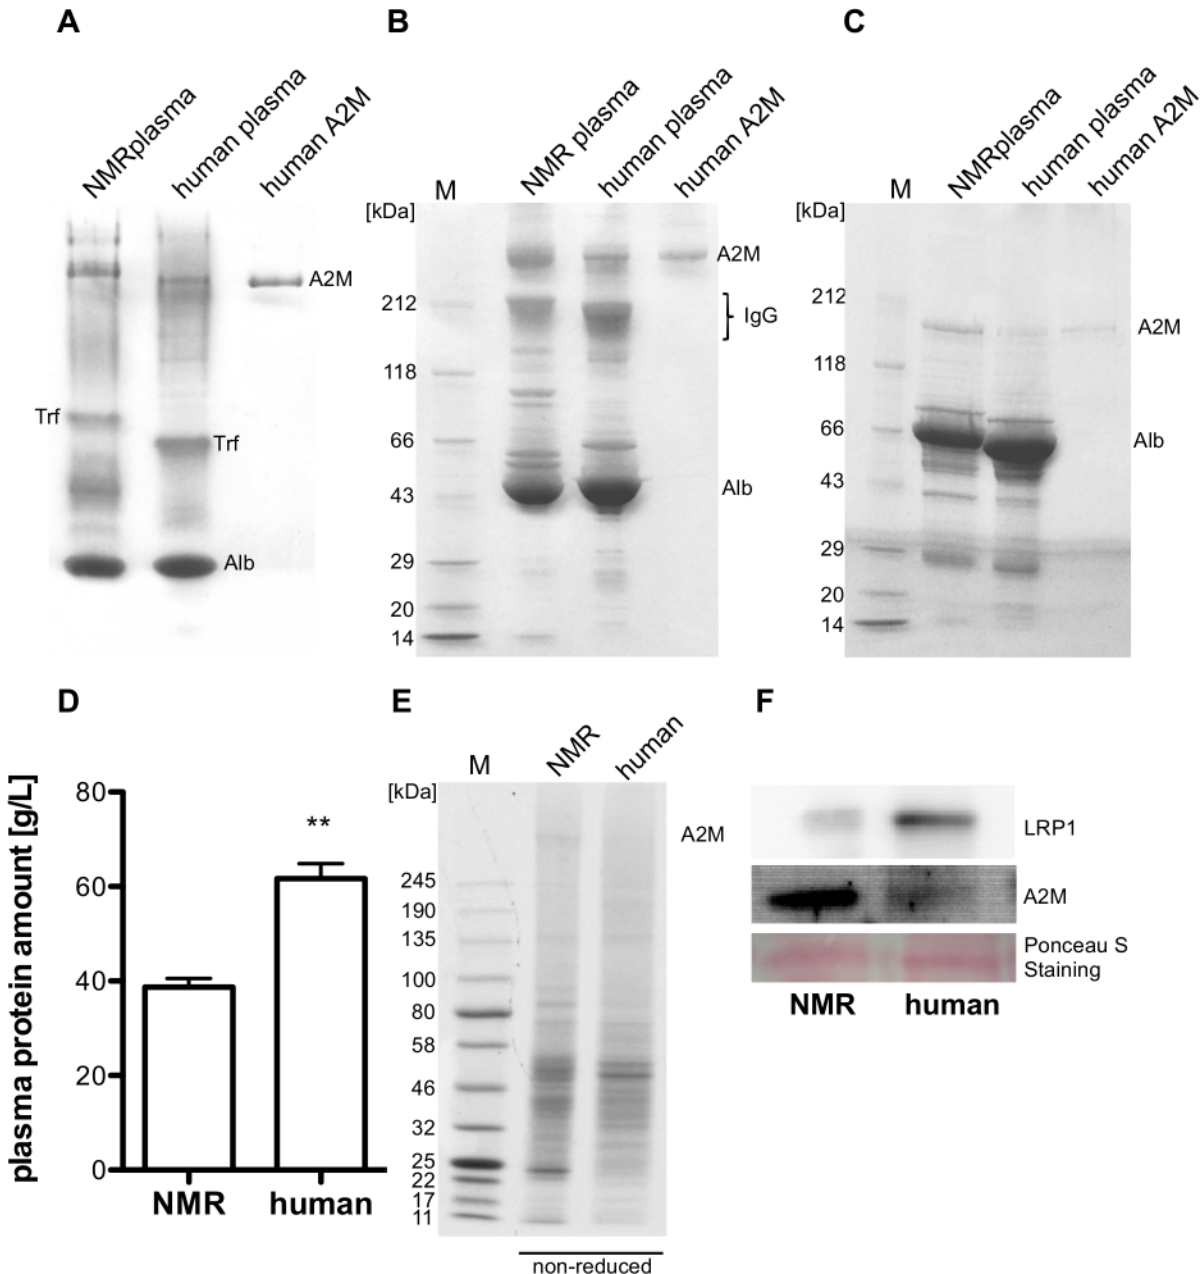 A
NMRplasma
human plasma
human A2M
A2M
Trf
Trf
Alb
B
M
NMR plasma
human plasma
human A2M
[kDa]
212
118
66
43
29
20
14
A2M
IgG
Alb
C
M
NMRplasma
human plasma
human A2M
[kDa]
212
118
66
43
29
20
14
A2M
Alb
D
plasma protein amount [g/L]
80
60
40
20
0
**
NMR
human
E
M
NMR
human
[kDa]
A2M
245
190
135
100
80
58
46
32
25
22
17
11
non-reduced
F
LRP1
A2M
Ponceau S
Staining
NMR
human